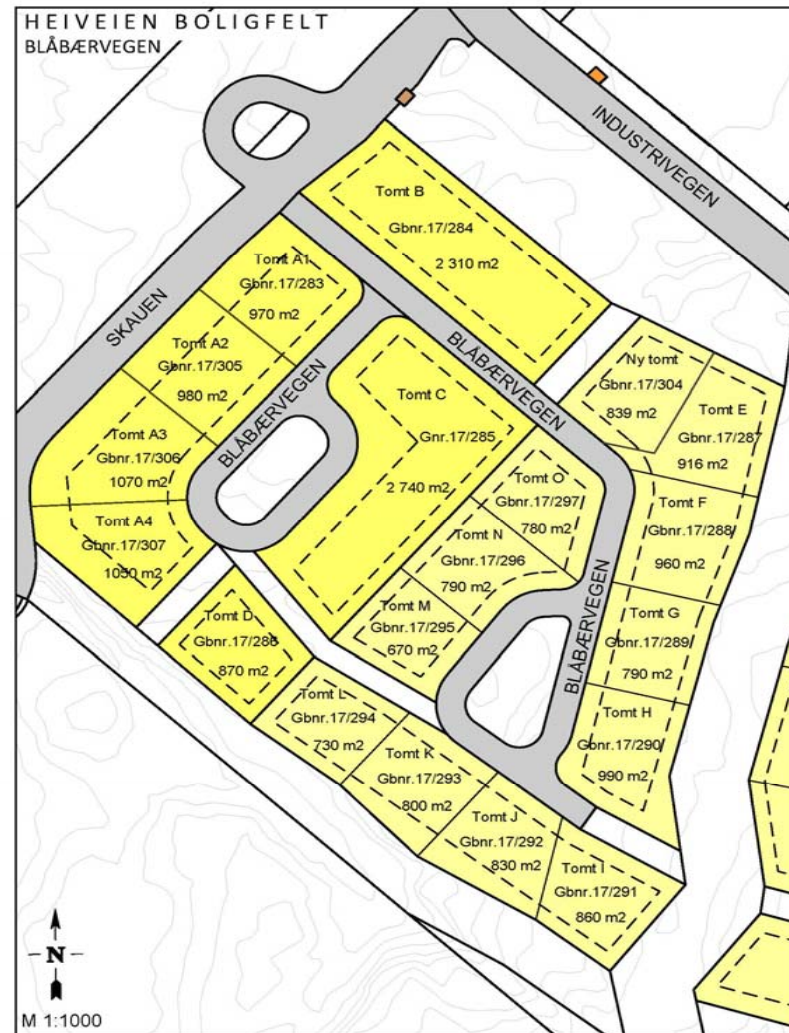 HEIVEIEN BOLIGFELT
BLÅBÆRVEGEN
INDUSTRIVEGEN
SKAUEN
Tomt B
Gbnr.17/284
2 310 m2
Tomt A1
Gbnr.17/283
970 m2
Tomt A2
Gbnr.17/305
980 m2
Tomt A3
Gbnr.17/306
1070 m2
Tomt A4
Gbnr.17/307
1050 m2
BLÅBÆRVEGEN
BLÅBÆRVEGEN
Tomt C
Gnr.17/285
2 740 m2
Ny tomt
Gbnr.17/304
839 m2
Tomt E
Gbnr.17/287
916 m2
Tomt O
Gbnr.17/297
780 m2
Tomt F
Gbnr.17/288
960 m2
Tomt N
Gbnr.17/296
790 m2
Tomt M
Gbnr.17/295
670 m2
BLÅBÆRVEGEN
Tomt G
Gbnr.17/289
790 m2
Tomt D
Gbnr.17/286
870 m2
Tomt H
Gbnr.17/290
990 m2
Tomt L
Gbnr.17/294
730 m2
Tomt K
Gbnr.17/293
800 m2
Tomt J
Gbnr.17/292
830 m2
Tomt I
Gbnr.17/291
860 m2
N
M 1:1000